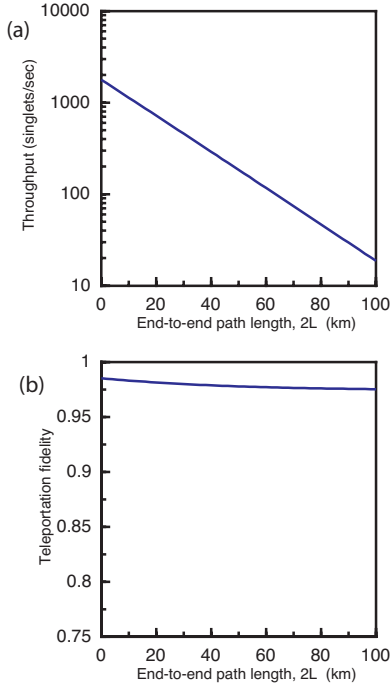 (a)
Throughput (singlets/sec)
10000
1000
100
10
0 20 40 60 80 100
End-to-end path length, 2L (km)
(b)
Teleportation fidelity
1
0.95
0.9
0.85
0.8
0.75
0 20 40 60 80 100
End-to-end path length, 2L (km)